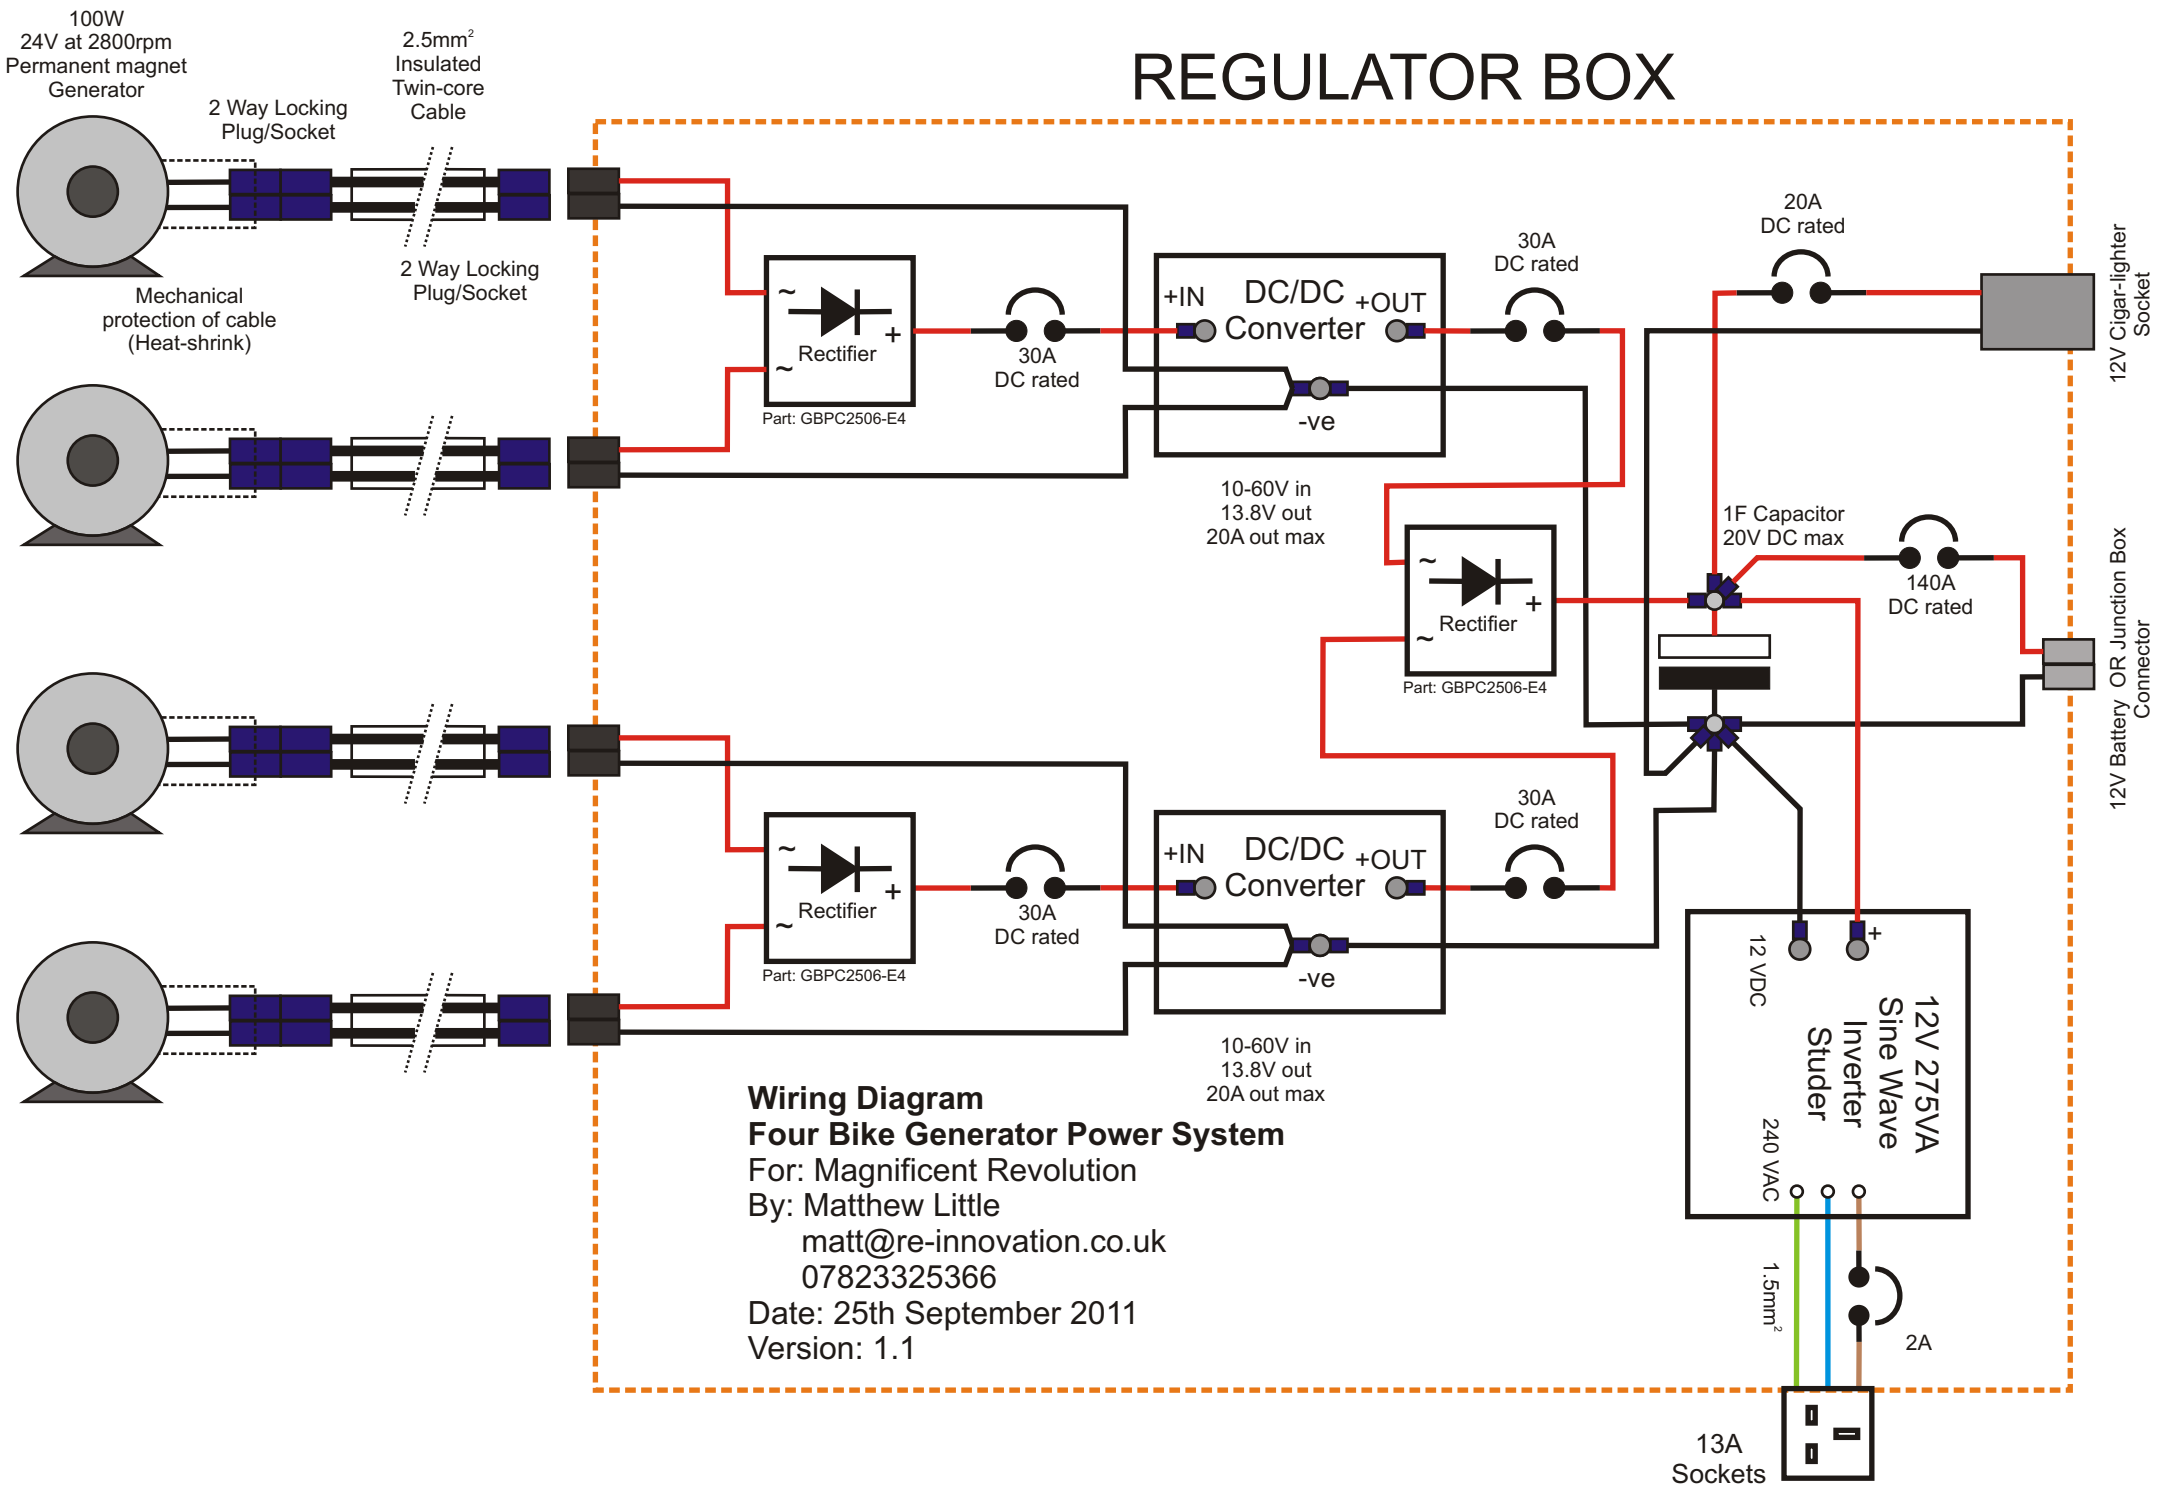 REGULATOR BOX
100W
24V at 2800rpm
Permanent magnet
Generator
2 Way Locking
Plug/Socket
2.5mm²
Insulated
Twin-core
Cable
2 Way Locking
Plug/Socket
Mechanical
protection of cable
(Heat-shrink)
~
Rectifier
+
~
Part: GBPC2506-E4
30A
DC rated
+IN
DC/DC
Converter
+OUT
-ve
10-60V in
13.8V out
20A out max
30A
DC rated
20A
DC rated
12V Cigar-lighter
Socket
~
Rectifier
+
~
Part: GBPC2506-E4
1F Capacitor
20V DC max
140A
DC rated
12V Battery OR Junction Box
Connector
~
Rectifier
+
~
Part: GBPC2506-E4
30A
DC rated
+IN
DC/DC
Converter
+OUT
-ve
10-60V in
13.8V out
20A out max
30A
DC rated
12 VDC
+
12V 275VA
Sine Wave
Inverter
Studer
240 VAC
1.5mm²
2A
13A
Sockets
Wiring Diagram
Four Bike Generator Power System
For: Magnificent Revolution
By: Matthew Little
matt@re-innovation.co.uk
07823325366
Date: 25th September 2011
Version: 1.1